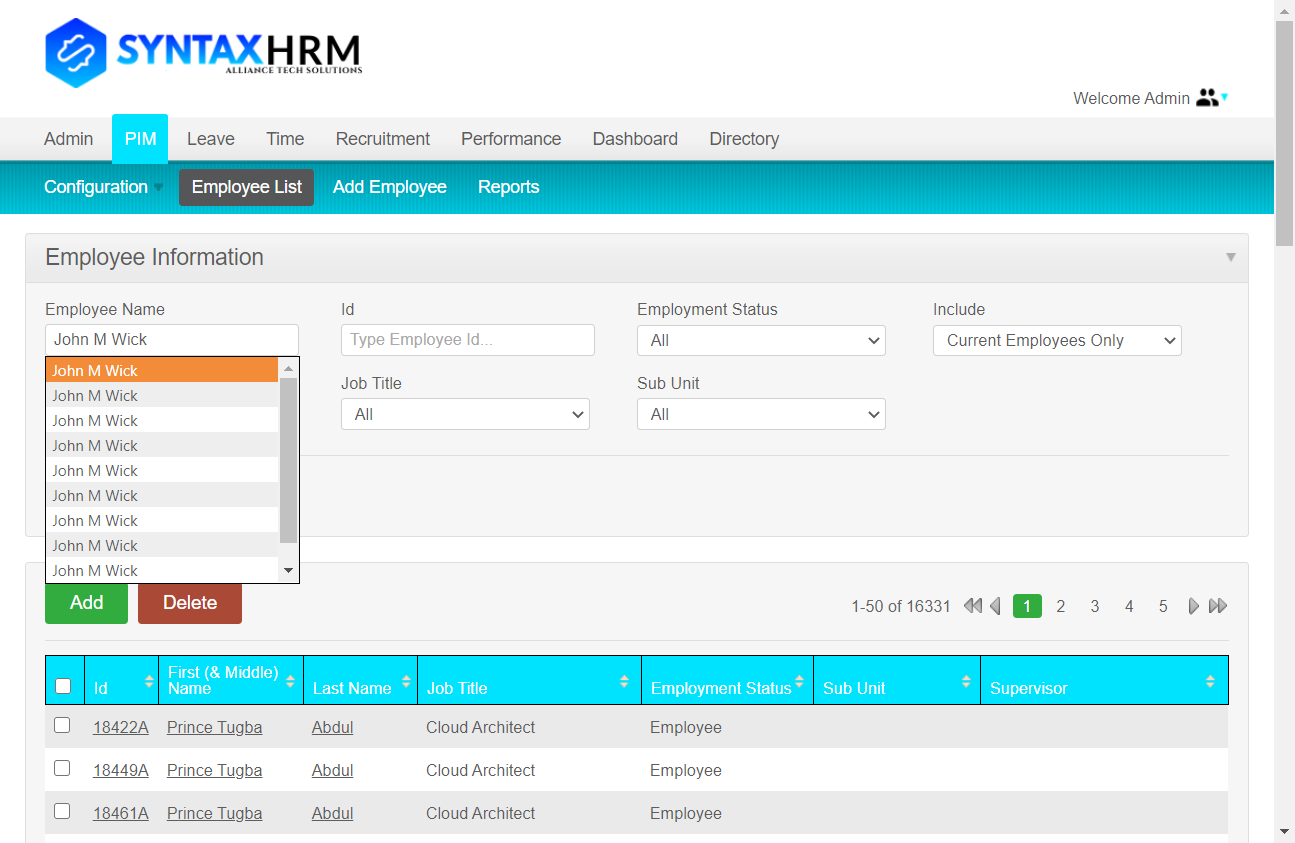 SYNTAXHRM
ALLIANCE TECH SOLUTIONS
Welcome Admin
Admin PIM Leave Time Recruitment Performance Dashboard Directory
Configuration Employee List Add Employee Reports
Employee Information
Employee Name Id Employment Status Include
John M Wick Type Employee Id... All Current Employees Only
John M Wick
John M Wick
John M Wick
John M Wick
John M Wick
John M Wick
John M Wick
John M Wick
John M Wick
Job Title Sub Unit
All All
Add Delete 1-50 of 16331 1 2 3 4 5
Id First (& Middle) Name Last Name Job Title Employment Status Sub Unit Supervisor
18422A Prince Tugba Abdul Cloud Architect Employee
18449A Prince Tugba Abdul Cloud Architect Employee
18461A Prince Tugba Abdul Cloud Architect Employee